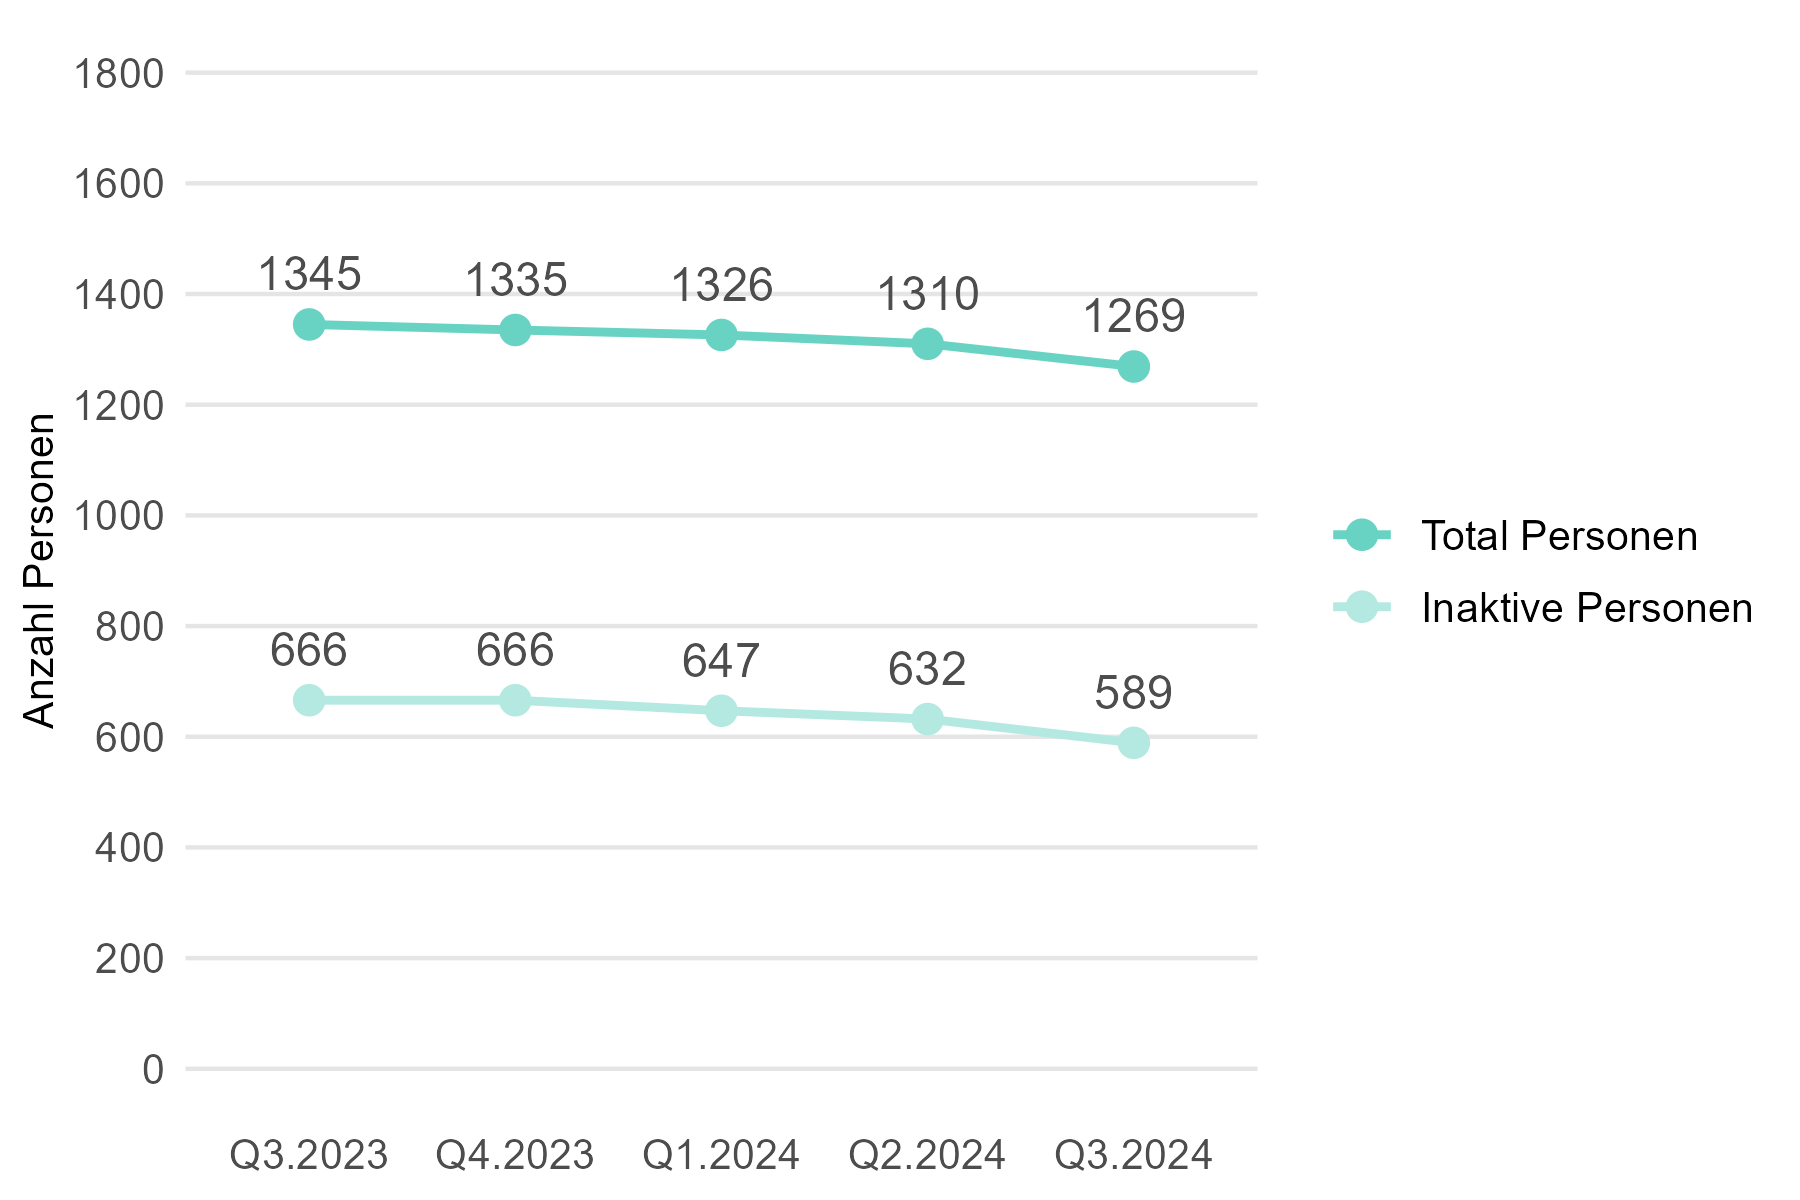 1800
1600
1400
1200
1000
800
600
400
200
0
Anzahl Personen
1345 1335 1326 1310 1269
666 666 647 632 589
Q3.2023 Q4.2023 Q1.2024 Q2.2024 Q3.2024
Total Personen
Inaktive Personen